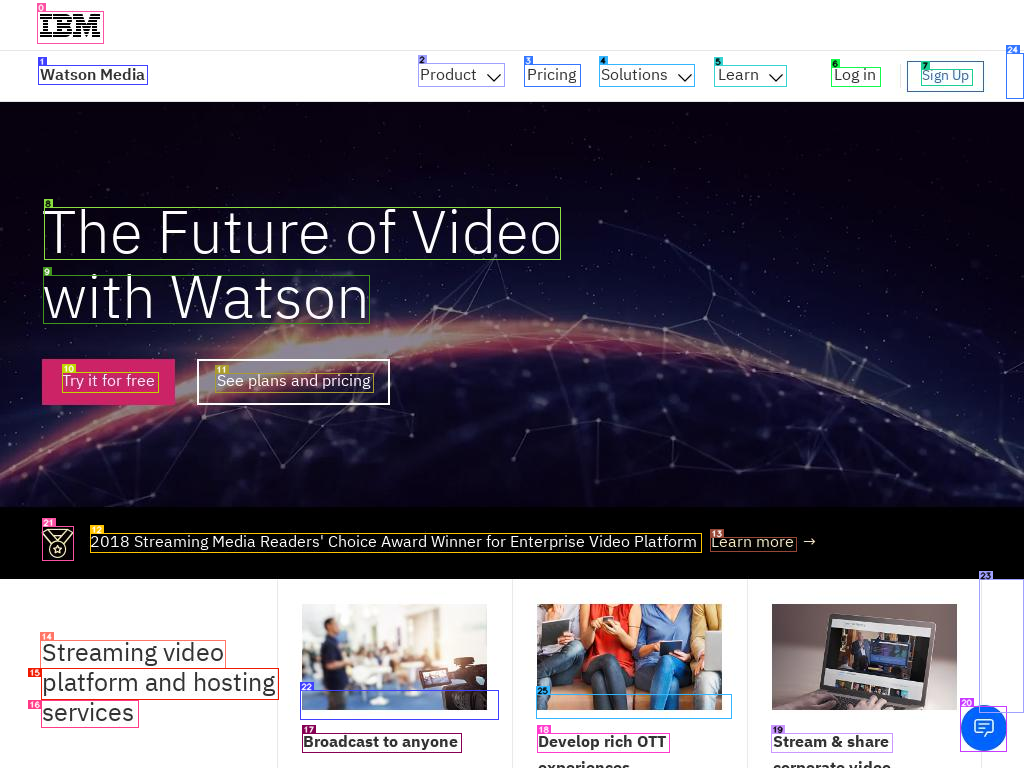 IBM
Watson Media
Product
Pricing
Solutions
Learn
Log in
Sign Up
The Future of Video
with Watson
Try it for free
See plans and pricing
2018 Streaming Media Readers' Choice Award Winner for Enterprise Video Platform
Learn more →
Streaming video
platform and hosting
services
Broadcast to anyone
Develop rich OTT
experiences
Stream & share
corporate video
0
1
2
3
4
5
6
7
8
9
10
11
12
13
14
15
16
17
18
19
20
21
22
23
24
25